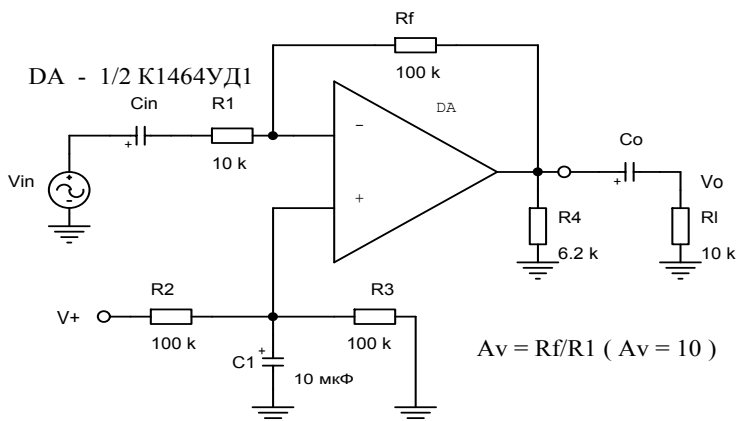 Rf
100 k
DA - 1/2 К1464УД1
Cin
R1
DA
+
10 k
−
Co
Vin
Vo
+
+
R4
Rl
6.2 k
10 k
R2
R3
V+
100 k
C1
+
100 k
10 мкФ
Av = Rf/R1 ( Av = 10 )